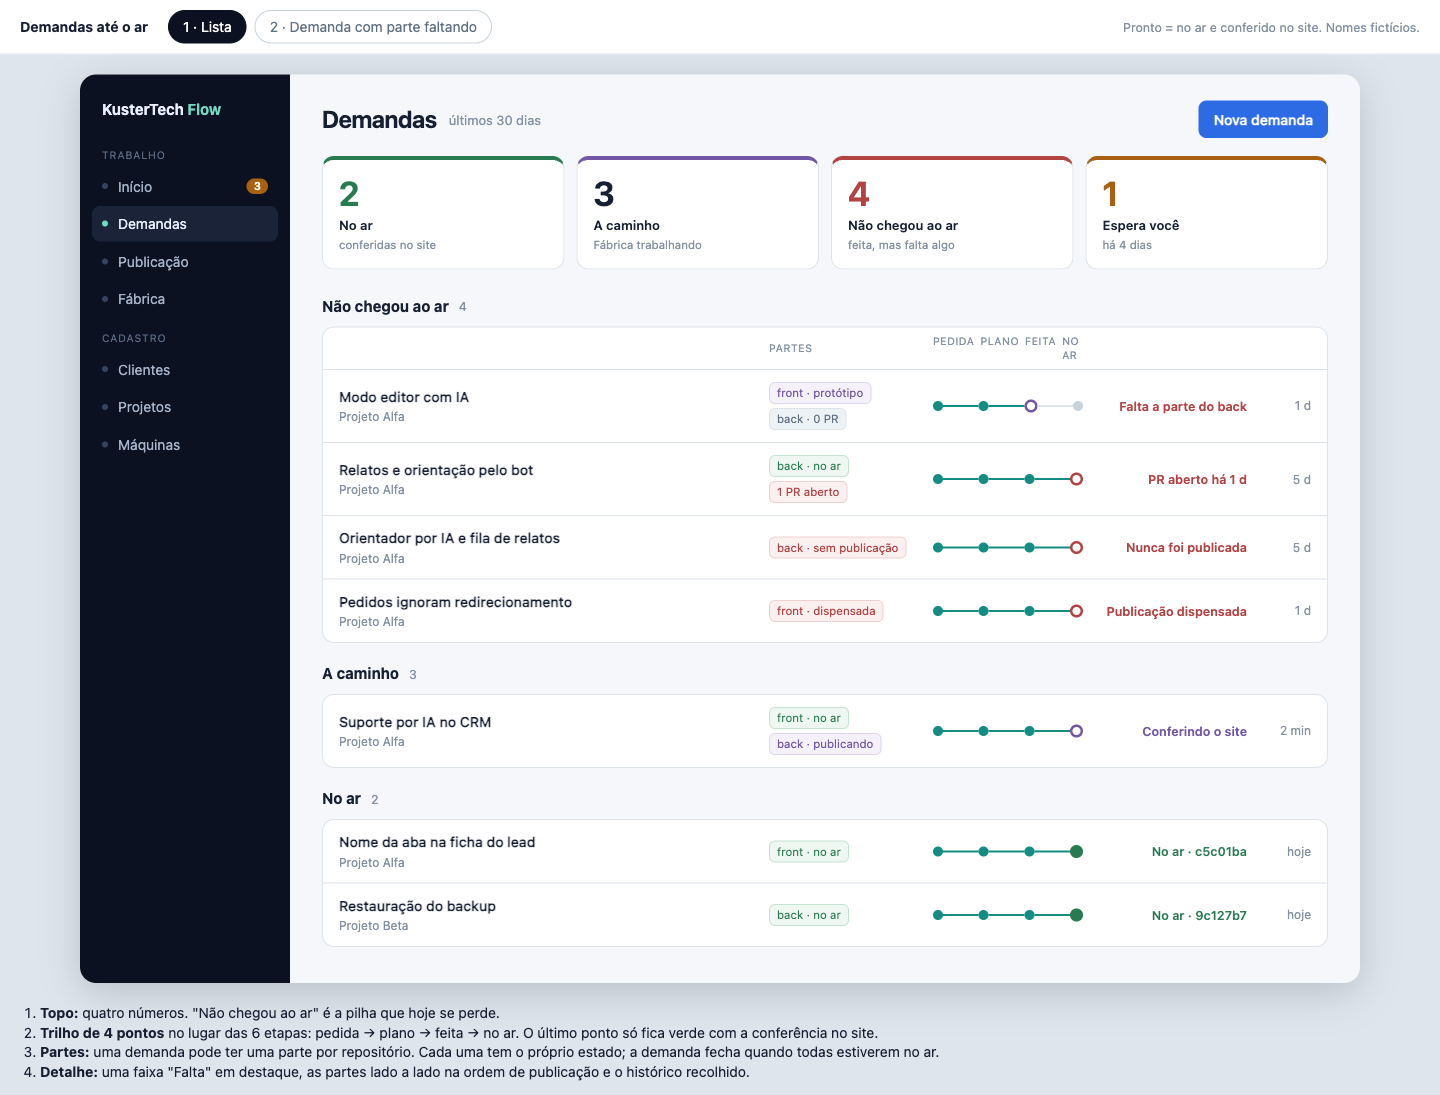 Demandas até o ar
1 · Lista
2 · Demanda com parte faltando
Pronto = no ar e conferido no site. Nomes fictícios.
KusterTech Flow
TRABALHO
Início
3
Demandas
Publicação
Fábrica
CADASTRO
Clientes
Projetos
Máquinas
Demandas
últimos 30 dias
Nova demanda
2
No ar
conferidas no site
3
A caminho
Fábrica trabalhando
4
Não chegou ao ar
feita, mas falta algo
1
Espera você
há 4 dias
Não chegou ao ar 4
PARTES
PEDIDA PLANO FEITA NO
AR
Modo editor com IA
Projeto Alfa
front · protótipo
back · 0 PR
Falta a parte do back
1 d
Relatos e orientação pelo bot
Projeto Alfa
back · no ar
1 PR aberto
PR aberto há 1 d
5 d
Orientador por IA e fila de relatos
Projeto Alfa
back · sem publicação
Nunca foi publicada
5 d
Pedidos ignoram redirecionamento
Projeto Alfa
front · dispensada
Publicação dispensada
1 d
A caminho 3
Suporte por IA no CRM
Projeto Alfa
front · no ar
back · publicando
Conferindo o site
2 min
No ar 2
Nome da aba na ficha do lead
Projeto Alfa
front · no ar
No ar · c5c01ba
hoje
Restauração do backup
Projeto Beta
back · no ar
No ar · 9c127b7
hoje
1. Topo: quatro números. "Não chegou ao ar" é a pilha que hoje se perde.
2. Trilho de 4 pontos no lugar das 6 etapas: pedida → plano → feita → no ar. O último ponto só fica verde com a conferência no site.
3. Partes: uma demanda pode ter uma parte por repositório. Cada uma tem o próprio estado; a demanda fecha quando todas estiverem no ar.
4. Detalhe: uma faixa "Falta" em destaque, as partes lado a lado na ordem de publicação e o histórico recolhido.